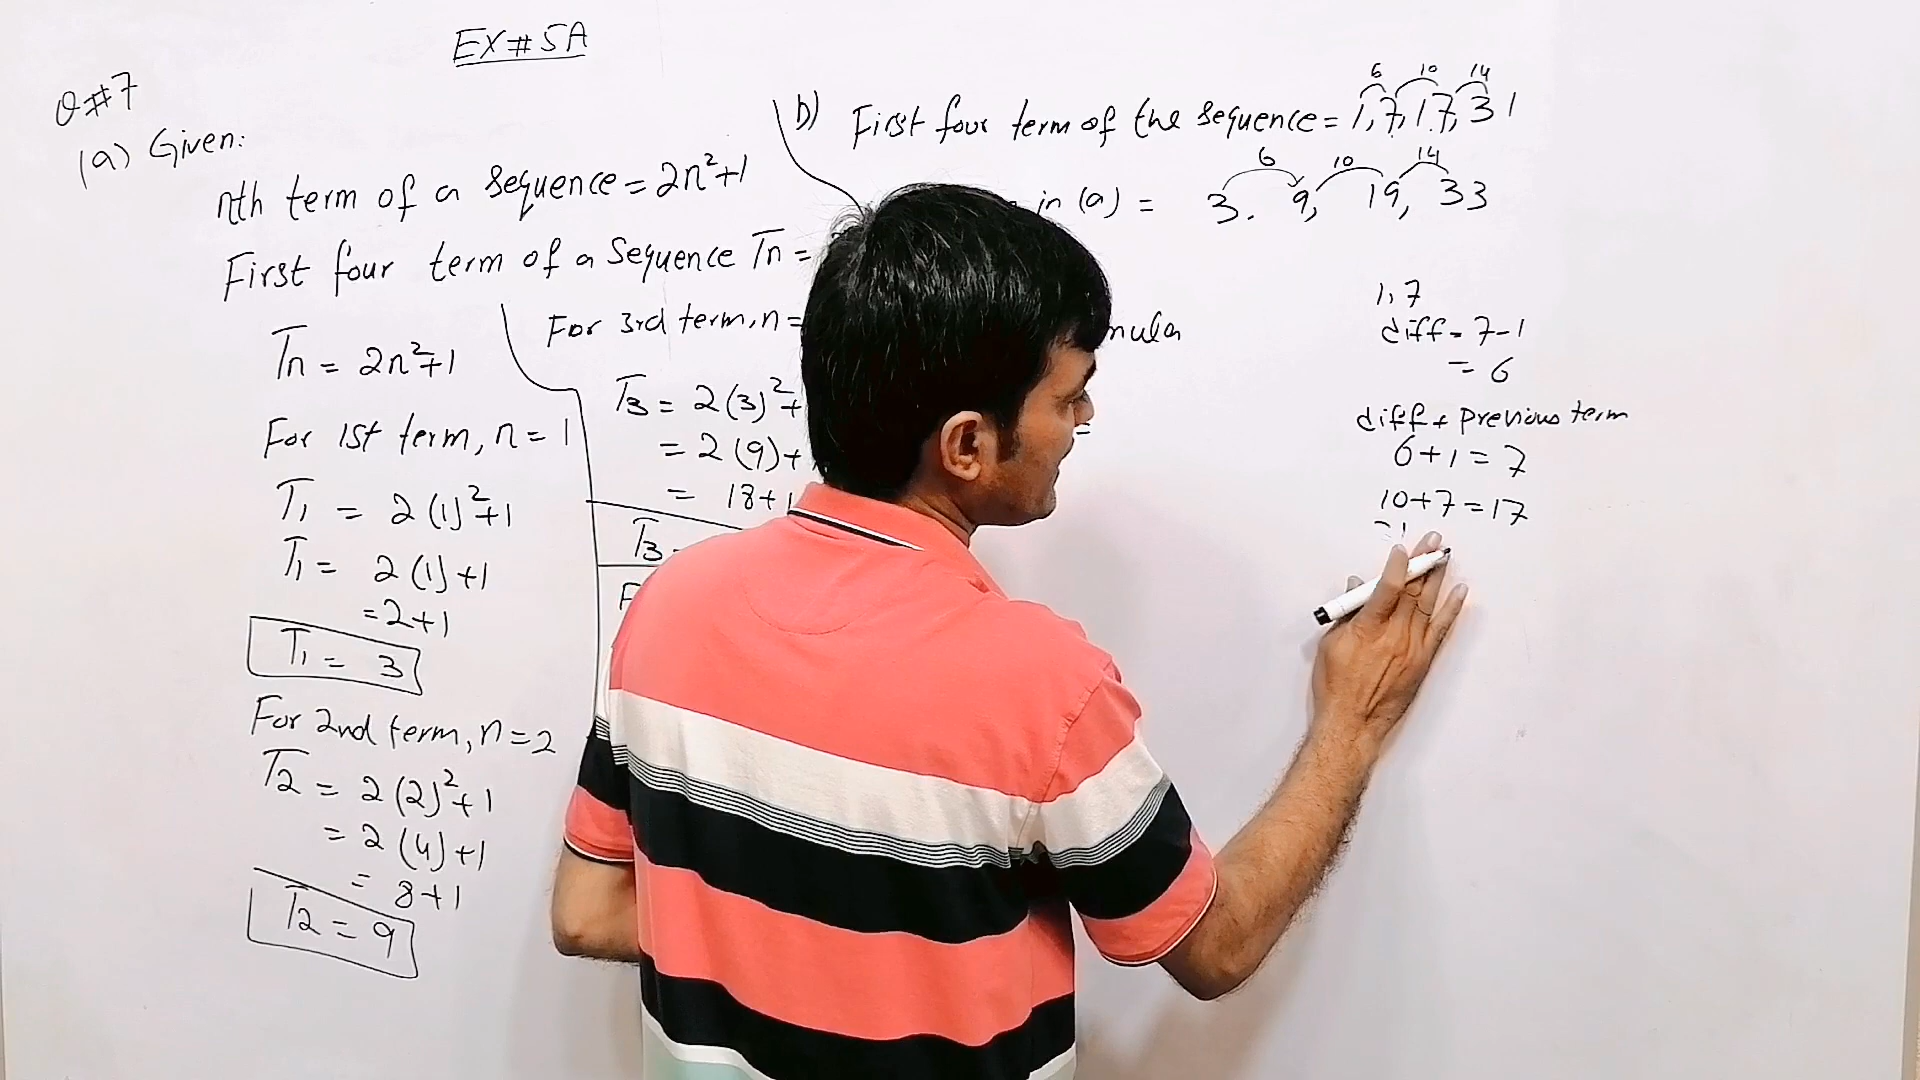 EX#5A
Q#7
(a) Given:
nth term of a sequence = 2n²+1
First four term of a Sequence Tn =
Tn = 2n²+1
For 1st term, n = 1
T1 = 2(1)²+1
T1 = 2(1)+1
=2+1
T1 = 3
For 2nd term, n=2
T2 = 2(2)²+1
= 2(4)+1
= 8+1
T2 = 9
For 3rd term, n=
T3 = 2(3)²+
= 2(9)+
= 18+1
T3
F
b) First four term of the sequence = 1, 7, 17, 31
6 10 14
in (a) = 3. 9, 19, 33
6 10 14
mula
=
1, 7
diff = 7-1
= 6
diff + Previous term
6+1 = 7
10+7 = 17